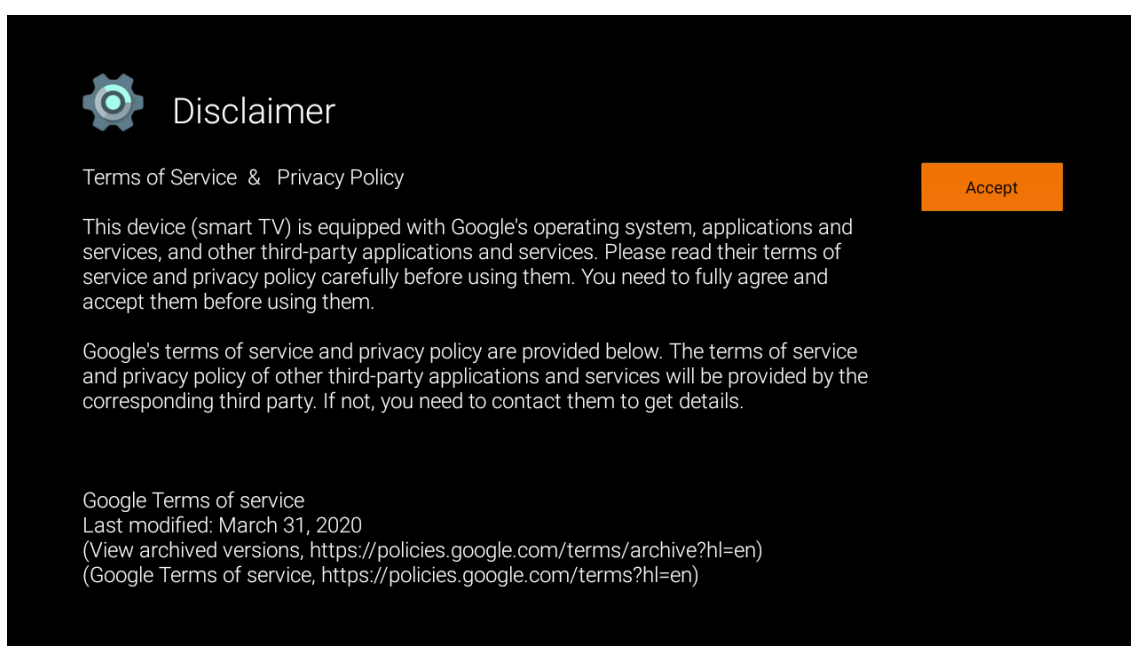 Disclaimer
Terms of Service & Privacy Policy
Accept
This device (smart TV) is equipped with Google's operating system, applications and
services, and other third-party applications and services. Please read their terms of
service and privacy policy carefully before using them. You need to fully agree and
accept them before using them.
Google's terms of service and privacy policy are provided below. The terms of service
and privacy policy of other third-party applications and services will be provided by the
corresponding third party. If not, you need to contact them to get details.
Google Terms of service
Last modified: March 31, 2020
(View archived versions, https://policies.google.com/terms/archive?hl=en)
(Google Terms of service, https://policies.google.com/terms?hl=en)